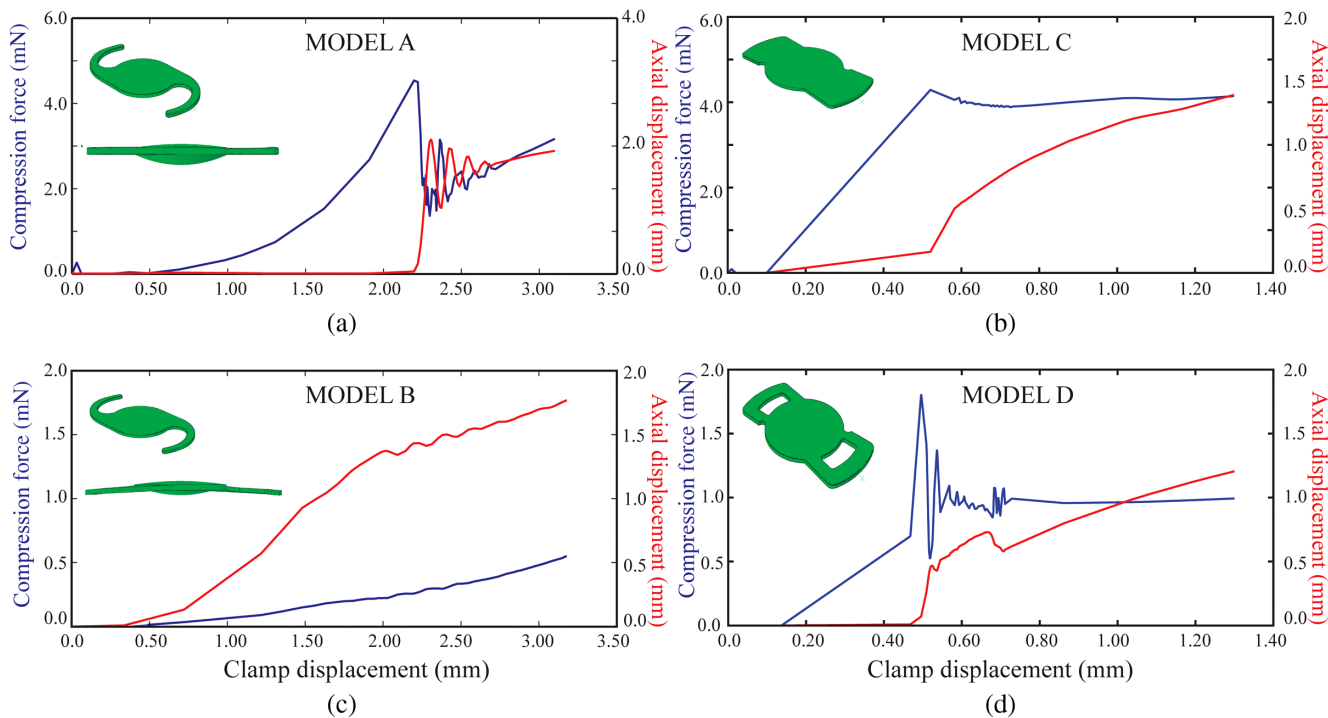 MODEL A
Compression force (mN)
6.0
4.0
2.0
0.0
4.0
2.0
0.0
Axial displacement (mm)
0.0 0.50 1.00 1.50 2.00 2.50 3.00 3.50
(a)
MODEL C
Compression force (mN)
6.0
4.0
2.0
0.0
2.0
1.5
1.0
0.5
0.0
Axial displacement (mm)
0.0 0.20 0.40 0.60 0.80 1.00 1.20 1.40
(b)
MODEL B
Compression force (mN)
2.0
1.5
1.0
0.5
0.0
2.0
1.5
1.0
0.5
0.0
Axial displacement (mm)
0.0 0.50 1.00 1.50 2.00 2.50 3.00 3.50
Clamp displacement (mm)
(c)
MODEL D
Compression force (mN)
2.0
1.5
1.0
0.5
0.0
2.0
1.5
1.0
0.5
0.0
Axial displacement (mm)
0.0 0.20 0.40 0.60 0.80 1.00 1.20 1.40
Clamp displacement (mm)
(d)